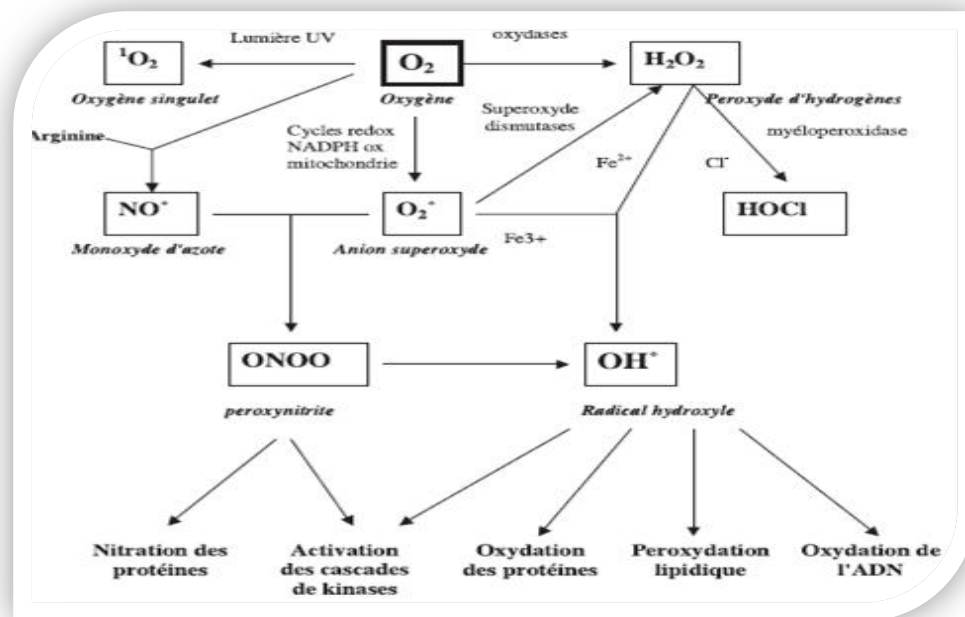 Lumière UV
oxydases
¹O₂
O₂
H₂O₂
Oxygène singulet
Oxygène
Peroxyde d'hydrogènes
Arginine
Cycles redox
NADPH ox
mitochondrie
Superoxyde
dismutases
myéloperoxidase
Fe²⁺
Cl⁻
NO°
O₂°
HOCl
Monoxyde d'azote
Anion superoxyde
Fe3+
ONOO
OH°
peroxynitrite
Radical hydroxyle
Nitration des
protéines
Activation
des cascades
de kinases
Oxydation
des protéines
Peroxydation
lipidique
Oxydation de
l'ADN